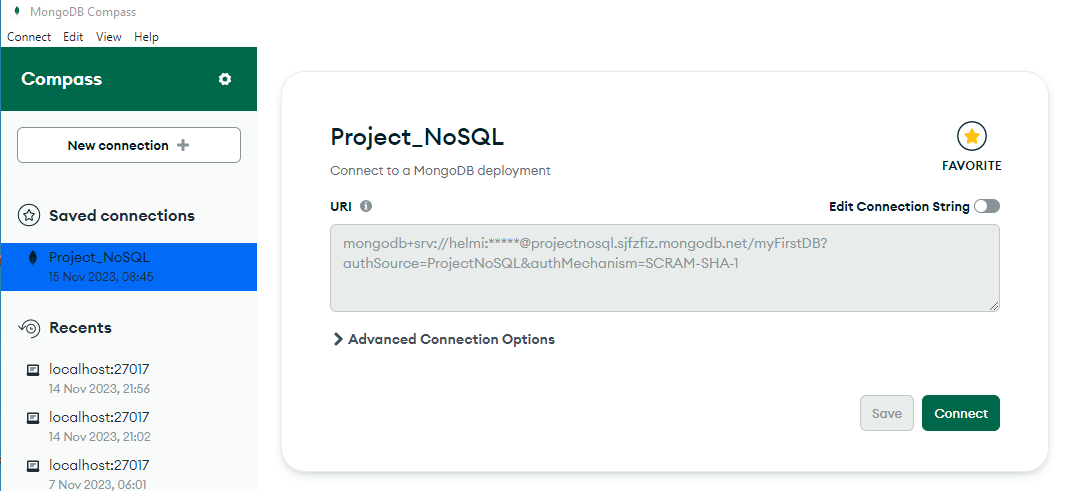 MongoDB Compass
Connect Edit View Help
Compass
New connection
Saved connections
Project_NoSQL
15 Nov 2023, 08:45
Recents
localhost:27017
14 Nov 2023, 21:56
localhost:27017
14 Nov 2023, 21:02
localhost:27017
7 Nov 2023, 06:01
Project_NoSQL
FAVORITE
Connect to a MongoDB deployment
URI
Edit Connection String
mongodb+srv://helmi:*****@projectnosql.sjfzfiz.mongodb.net/myFirstDB?
authSource=ProjectNoSQL&authMechanism=SCRAM-SHA-1
Advanced Connection Options
Save
Connect